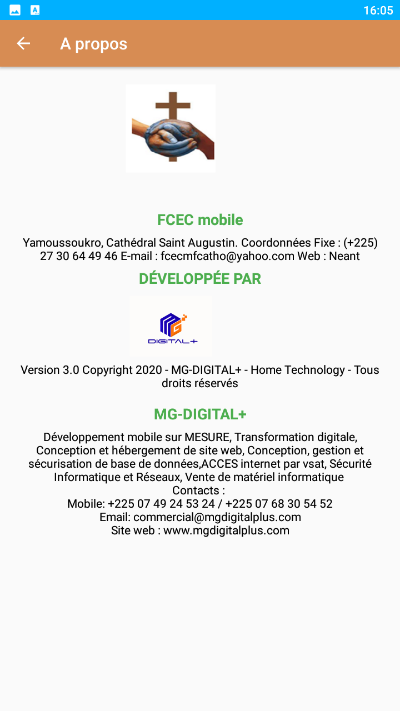 16:05
A propos
FCEC mobile
Yamoussoukro, Cathédral Saint Augustin. Coordonnées Fixe : (+225)
27 30 64 49 46 E-mail : fcecmfcatho@yahoo.com Web : Neant
DÉVELOPPÉE PAR
DIGITAL+
Version 3.0 Copyright 2020 - MG-DIGITAL+ - Home Technology - Tous
droits réservés
MG-DIGITAL+
Développement mobile sur MESURE, Transformation digitale,
Conception et hébergement de site web, Conception, gestion et
sécurisation de base de données,ACCES internet par vsat, Sécurité
Informatique et Réseaux, Vente de matériel informatique
Contacts :
Mobile: +225 07 49 24 53 24 / +225 07 68 30 54 52
Email: commercial@mgdigitalplus.com
Site web : www.mgdigitalplus.com